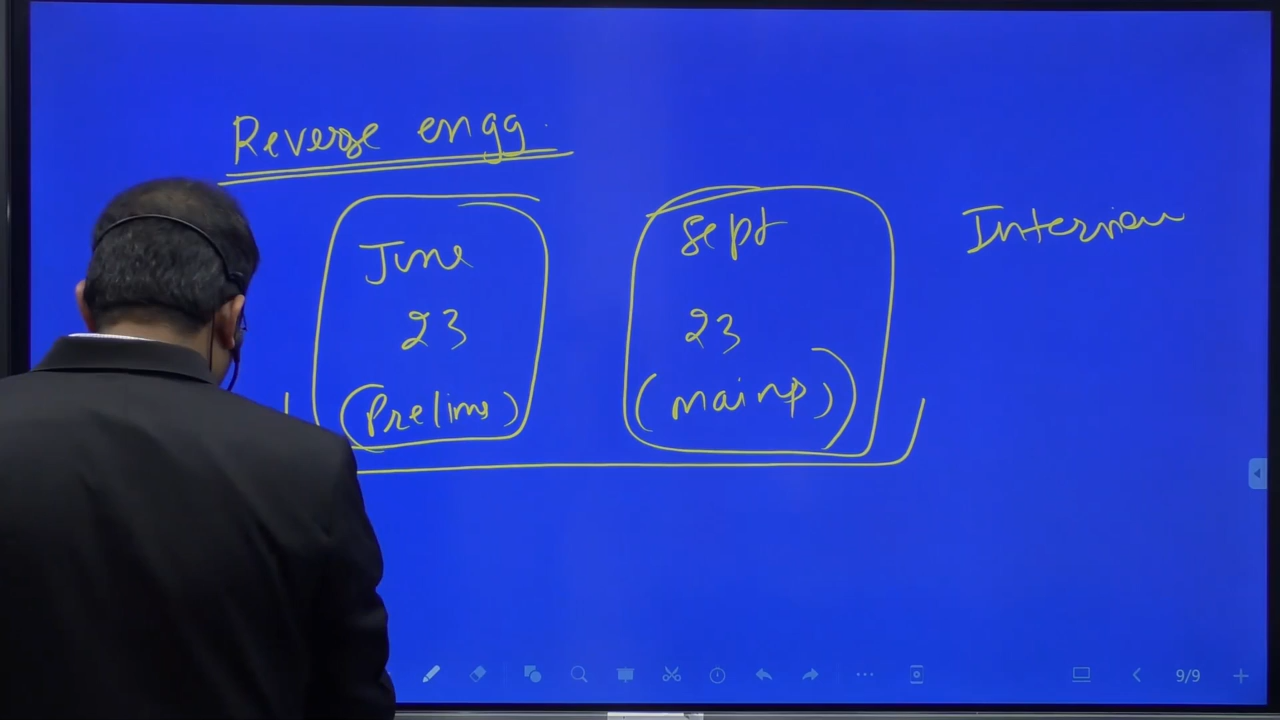 Reverse engg.
June
23
(Prelims)
Sept
23
(mains)
Interview
9/9